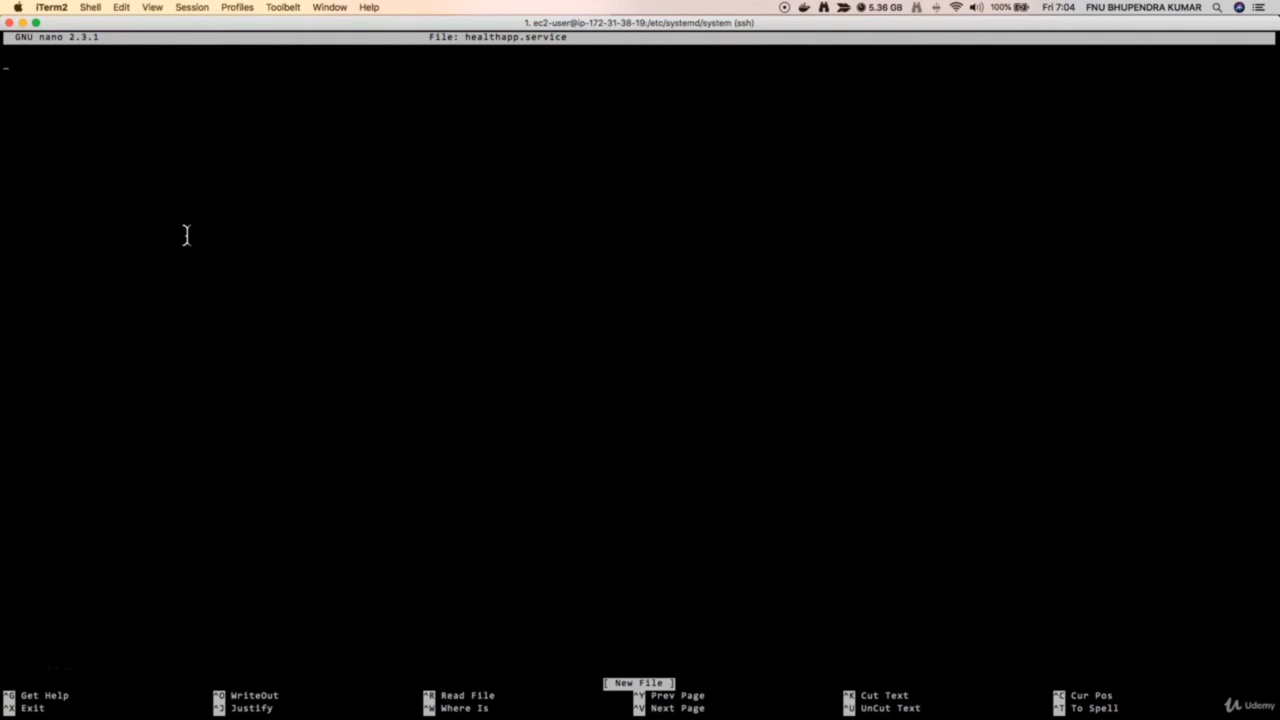 iTerm2 Shell Edit View Session Profiles Toolbelt Window Help 5.36 GB 100% Fri 7:04 FNU BHUPENDRA KUMAR
1. ec2-user@ip-172-31-38-19:/etc/systemd/system (ssh)
GNU nano 2.3.1 File: healthapp.service
[ New File ]
^G Get Help ^O WriteOut ^R Read File ^Y Prev Page ^K Cut Text ^C Cur Pos
^X Exit ^J Justify ^W Where Is ^V Next Page ^U UnCut Text ^T To Spell
Udemy